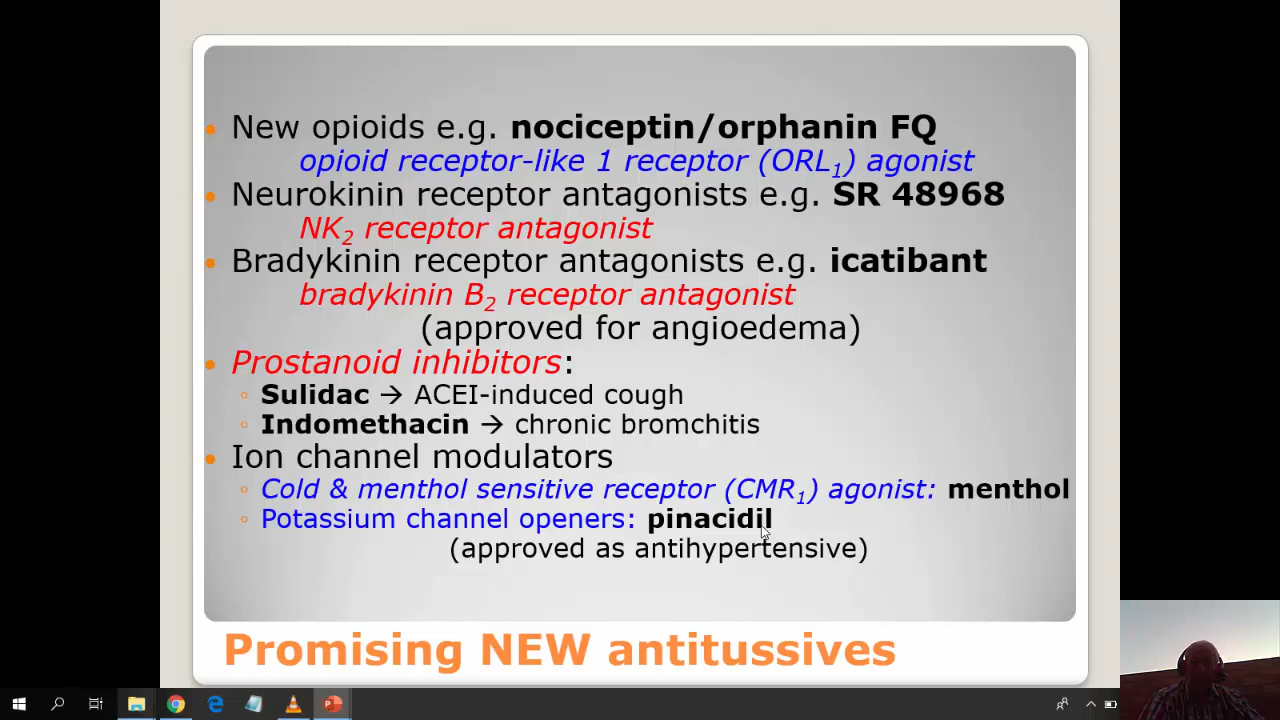 New opioids e.g. nociceptin/orphanin FQ
opioid receptor-like 1 receptor (ORL₁) agonist
Neurokinin receptor antagonists e.g. SR 48968
NK₂ receptor antagonist
Bradykinin receptor antagonists e.g. icatibant
bradykinin B₂ receptor antagonist
(approved for angioedema)
Prostanoid inhibitors:
Sulidac → ACEI-induced cough
Indomethacin → chronic bromchitis
Ion channel modulators
Cold & menthol sensitive receptor (CMR₁) agonist: menthol
Potassium channel openers: pinacidil
(approved as antihypertensive)
Promising NEW antitussives